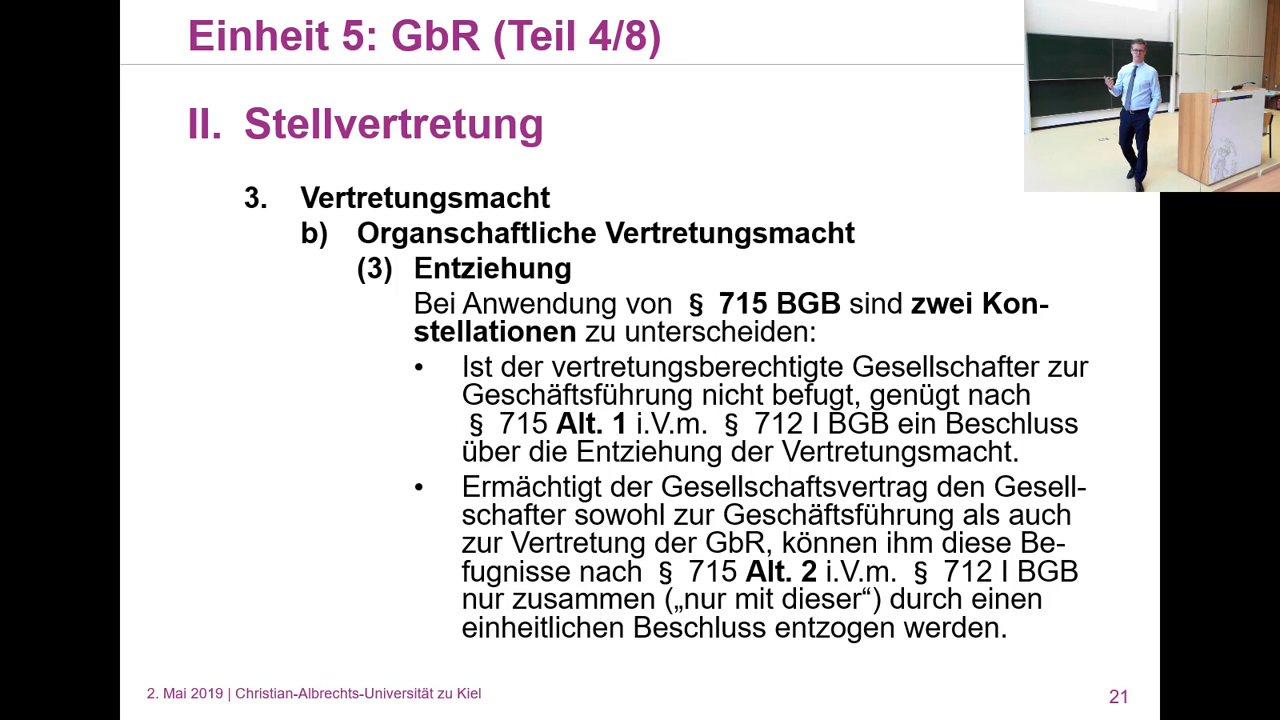 Einheit 5: GbR (Teil 4/8)
II. Stellvertretung
3. Vertretungsmacht
b) Organschaftliche Vertretungsmacht
(3) Entziehung
Bei Anwendung von § 715 BGB sind zwei Kon-
stellationen zu unterscheiden:
• Ist der vertretungsberechtigte Gesellschafter zur
Geschäftsführung nicht befugt, genügt nach
§ 715 Alt. 1 i.V.m. § 712 I BGB ein Beschluss
über die Entziehung der Vertretungsmacht.
• Ermächtigt der Gesellschaftsvertrag den Gesell-
schafter sowohl zur Geschäftsführung als auch
zur Vertretung der GbR, können ihm diese Be-
fugnisse nach § 715 Alt. 2 i.V.m. § 712 I BGB
nur zusammen („nur mit dieser“) durch einen
einheitlichen Beschluss entzogen werden.
2. Mai 2019 | Christian-Albrechts-Universität zu Kiel
21